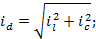 i_d = √(i_l^2 + i_c^2);